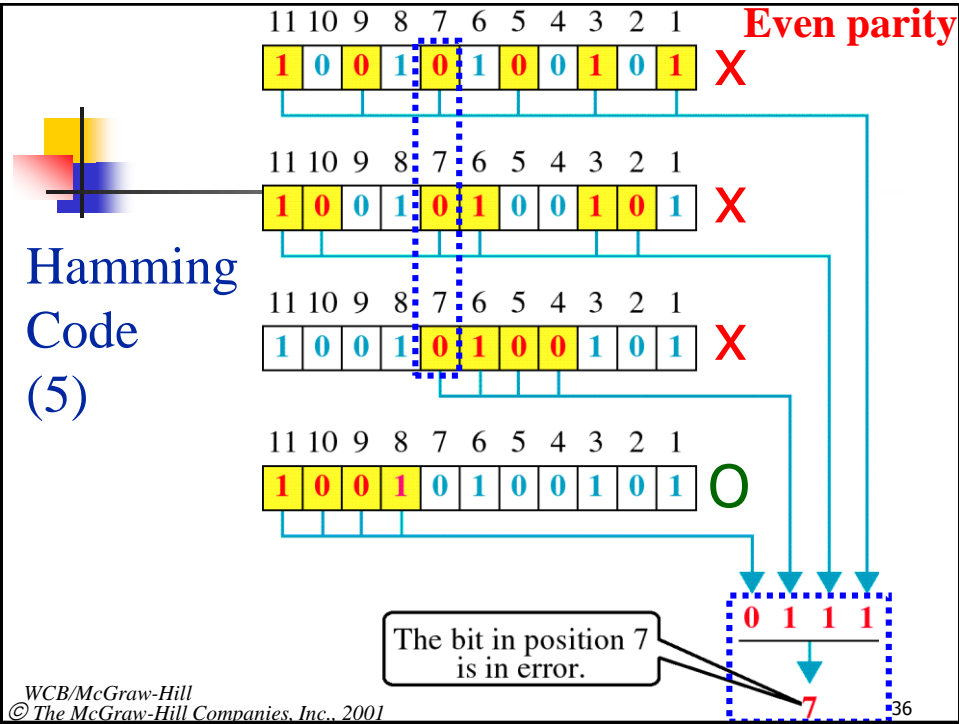 Even parity
11 10 9 8 7 6 5 4 3 2 1
1 0 0 1 0 1 0 0 1 0 1 X
11 10 9 8 7 6 5 4 3 2 1
1 0 0 1 0 1 0 0 1 0 1 X
Hamming
Code
(5)
11 10 9 8 7 6 5 4 3 2 1
1 0 0 1 0 1 0 0 1 0 1 X
11 10 9 8 7 6 5 4 3 2 1
1 0 0 1 0 1 0 0 1 0 1 O
0 1 1 1
The bit in position 7
is in error.
7
WCB/McGraw-Hill
© The McGraw-Hill Companies, Inc., 2001
36